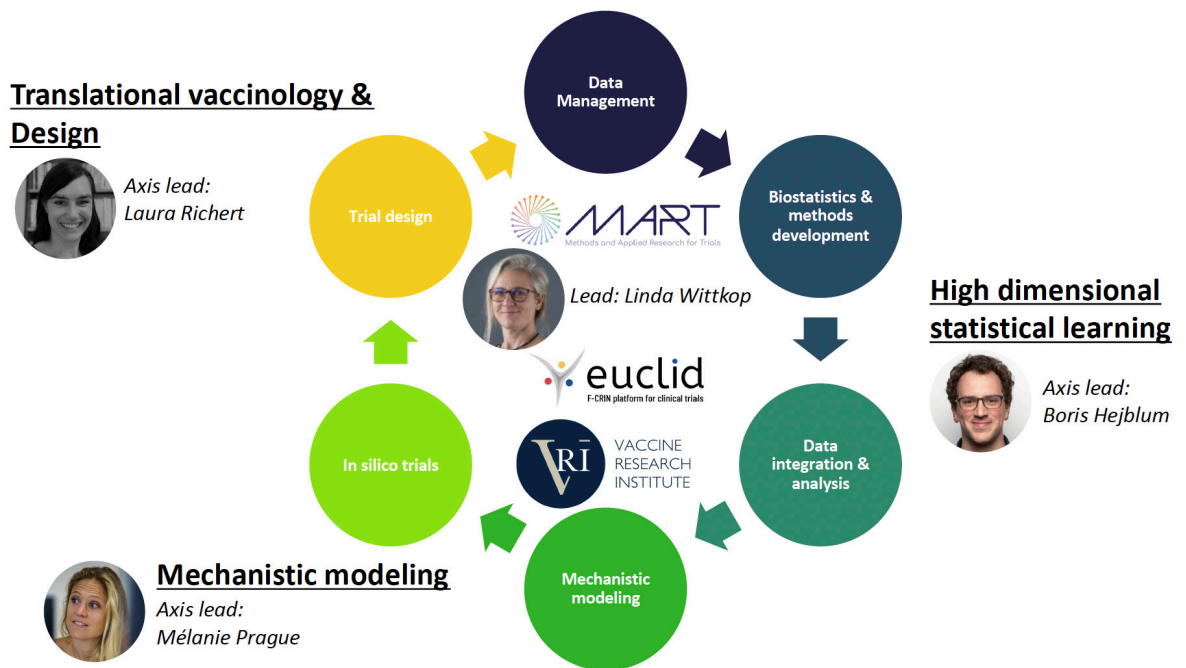 Translational vaccinology &
Design
Axis lead:
Laura Richert
Data
Management
Trial design
Biostatistics &
methods
development
MART
Methods and Applied Research for Trials
Lead: Linda Wittkop
High dimensional
statistical learning
Axis lead:
Boris Hejblum
euclid
F-CRIN platform for clinical trials
In silico trials
VRI
VACCINE
RESEARCH
INSTITUTE
Data
integration &
analysis
Mechanistic
modeling
Mechanistic modeling
Axis lead:
Mélanie Prague